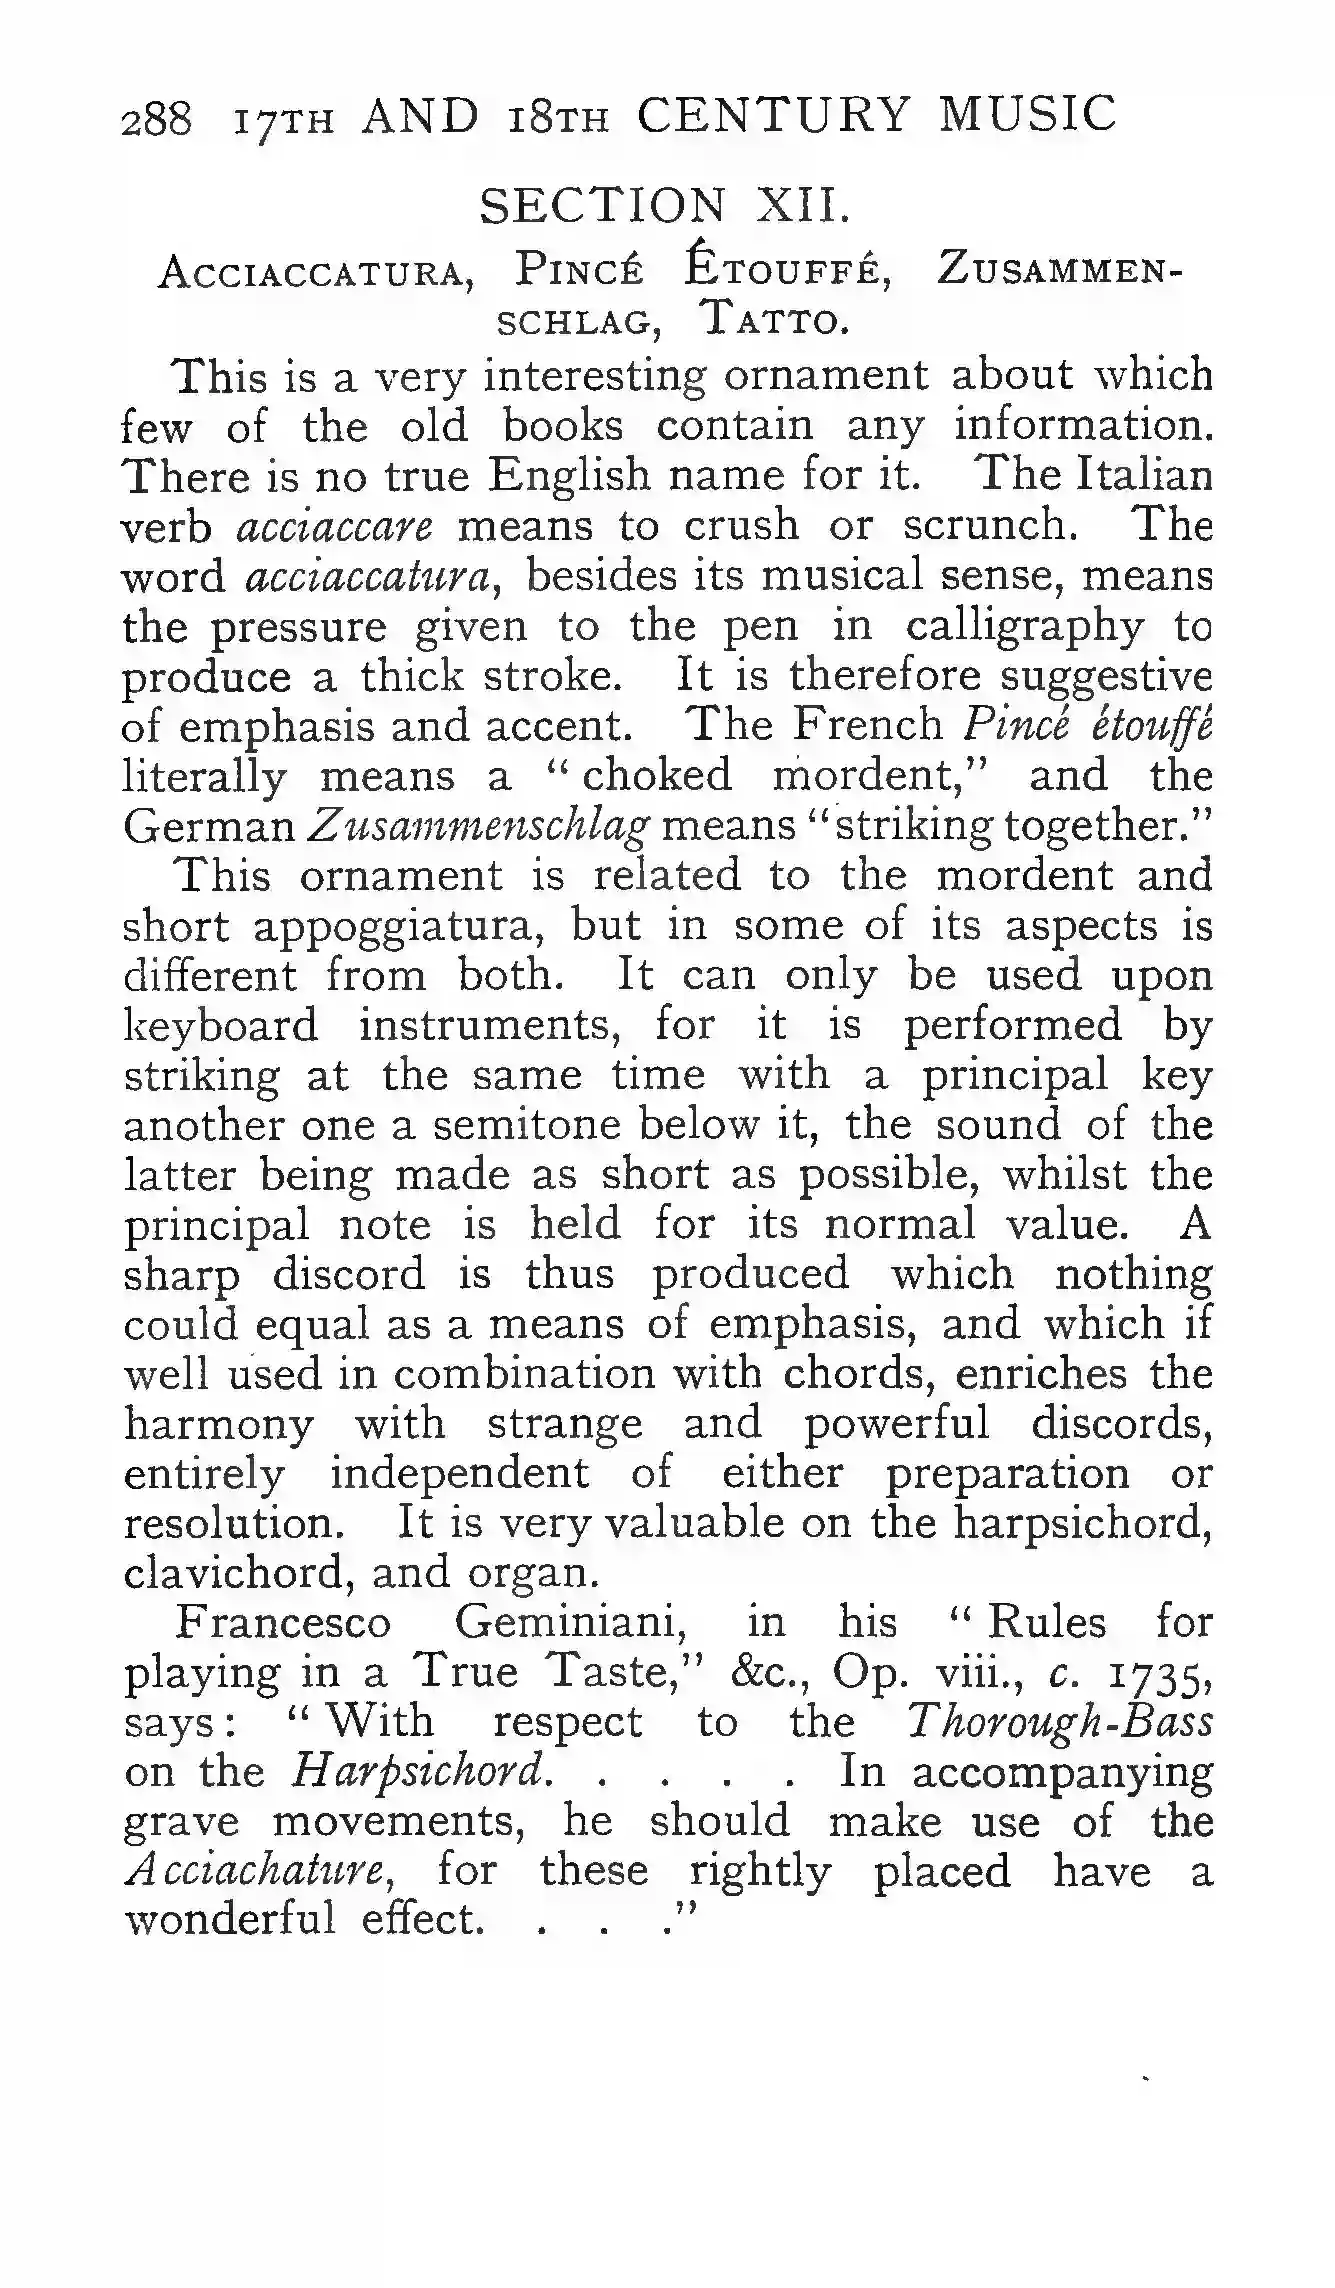 288 17TH AND 18TH CENTURY MUSIC
SECTION XII.
ACCIACCATURA, PINCÉ ÉTOUFFÉ, ZUSAMMEN-
SCHLAG, TATTO.
This is a very interesting ornament about which
few of the old books contain any information.
There is no true English name for it. The Italian
verb acciaccare means to crush or scrunch. The
word acciaccatura, besides its musical sense, means
the pressure given to the pen in calligraphy to
produce a thick stroke. It is therefore suggestive
of emphasis and accent. The French Pincé étouffé
literally means a “ choked mordent,” and the
German Zusammenschlag means “striking together.”
This ornament is related to the mordent and
short appoggiatura, but in some of its aspects is
different from both. It can only be used upon
keyboard instruments, for it is performed by
striking at the same time with a principal key
another one a semitone below it, the sound of the
latter being made as short as possible, whilst the
principal note is held for its normal value. A
sharp discord is thus produced which nothing
could equal as a means of emphasis, and which if
well used in combination with chords, enriches the
harmony with strange and powerful discords,
entirely independent of either preparation or
resolution. It is very valuable on the harpsichord,
clavichord, and organ.
Francesco Geminiani, in his “ Rules for
playing in a True Taste,” &c., Op. viii., c. 1735,
says: “ With respect to the Thorough-Bass
on the Harpsichord. . . . . In accompanying
grave movements, he should make use of the
Acciachature, for these rightly placed have a
wonderful effect. . . .”